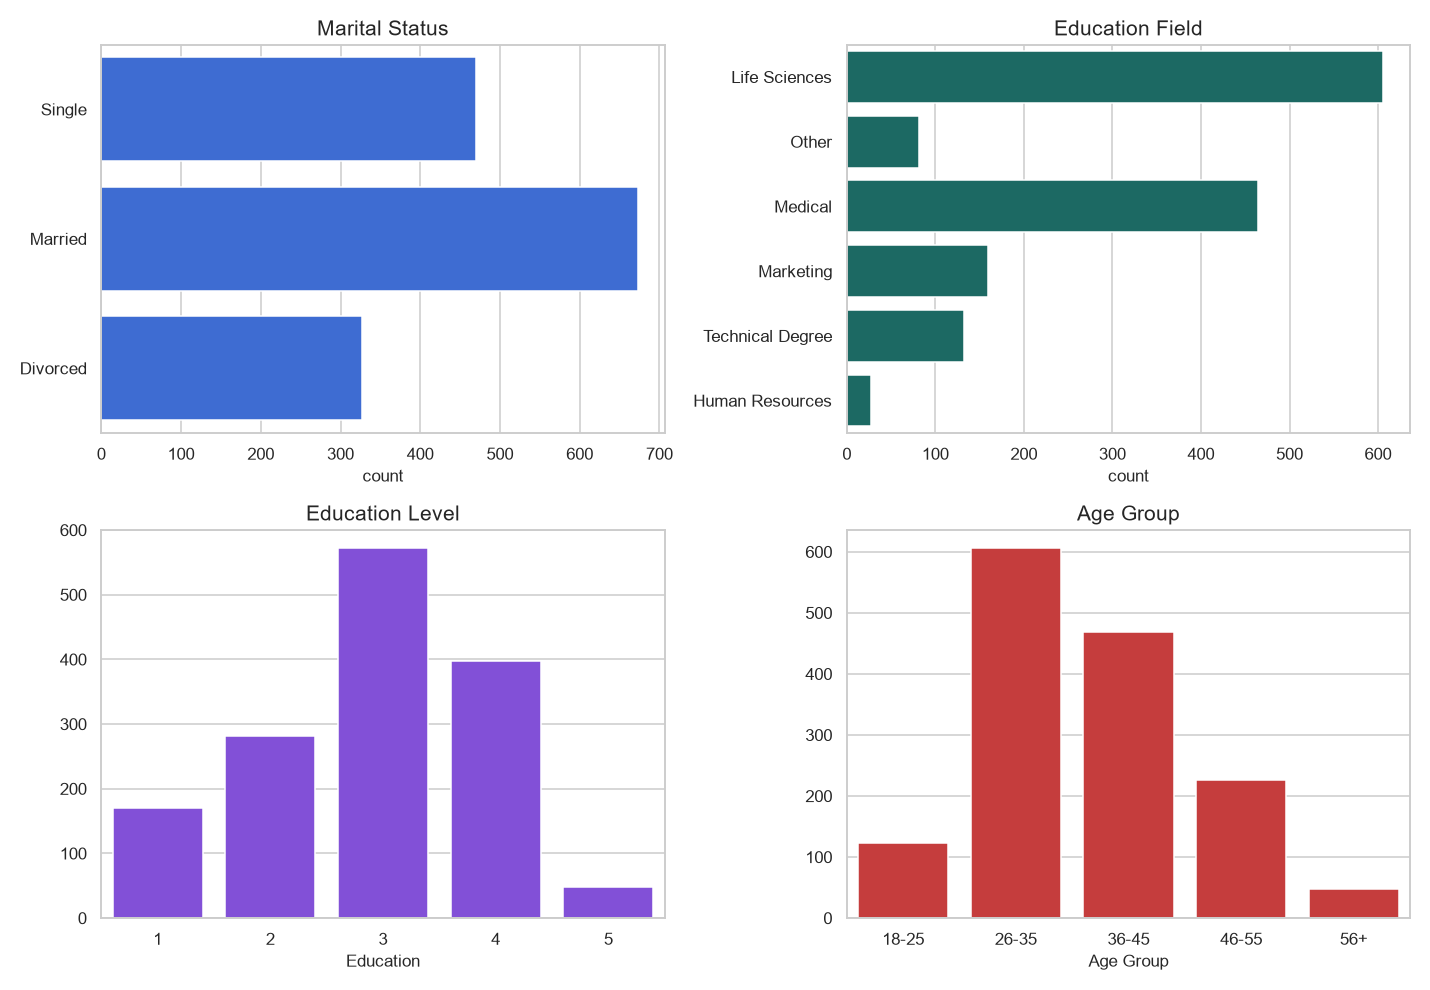 Marital Status
Single
Married
Divorced
0 100 200 300 400 500 600 700
count
Education Field
Life Sciences
Other
Medical
Marketing
Technical Degree
Human Resources
0 100 200 300 400 500 600
count
Education Level
600
500
400
300
200
100
0
1 2 3 4 5
Education
Age Group
600
500
400
300
200
100
0
18-25 26-35 36-45 46-55 56+
Age Group